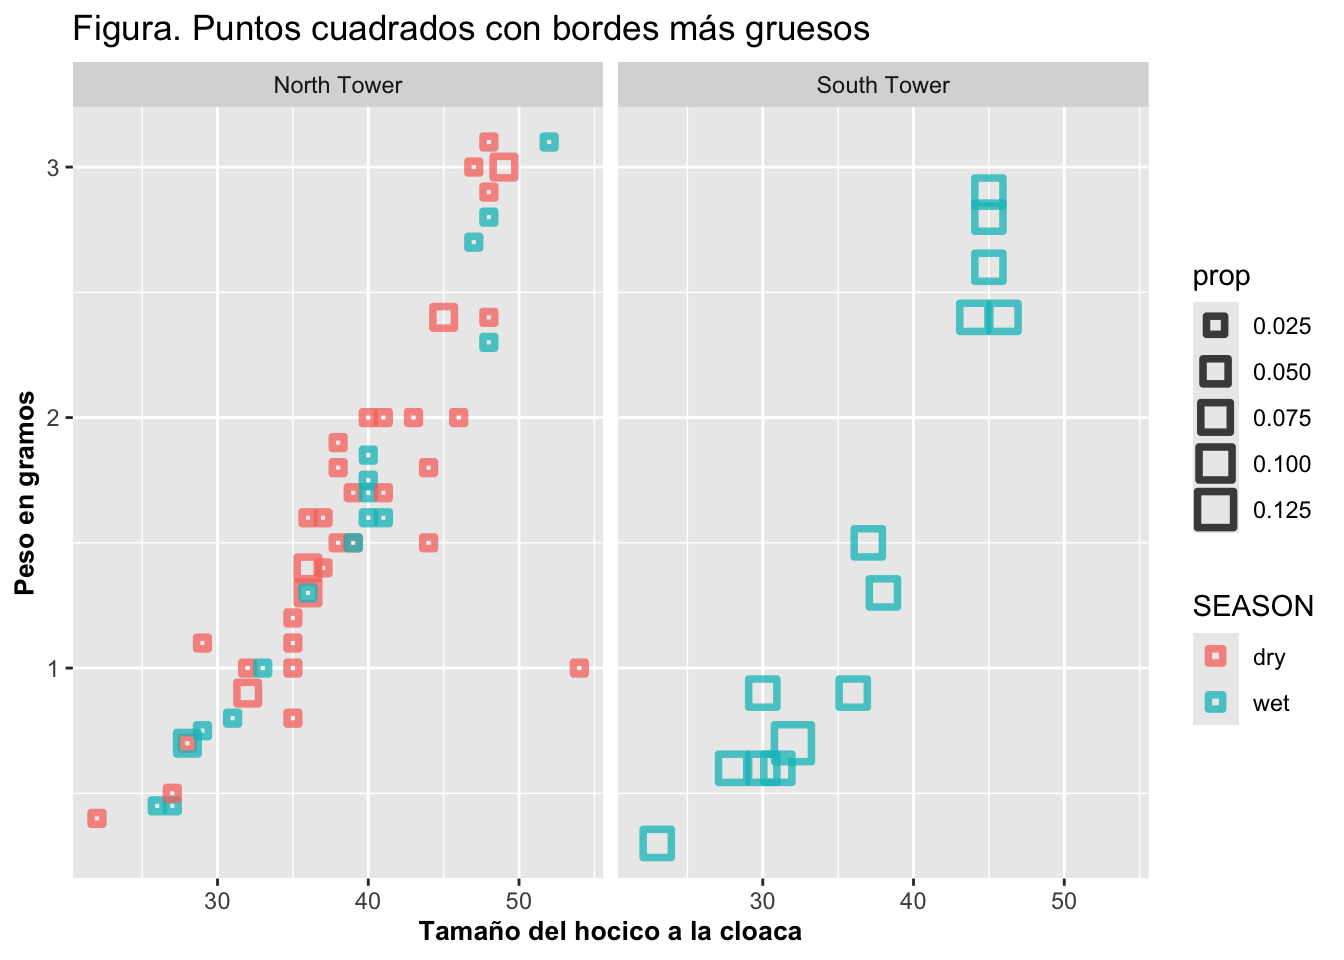 Figura. Puntos cuadrados con bordes más gruesos
North Tower
South Tower
3
2
1
Peso en gramos
30 40 50
30 40 50
Tamaño del hocico a la cloaca
prop
0.025
0.050
0.075
0.100
0.125
SEASON
dry
wet